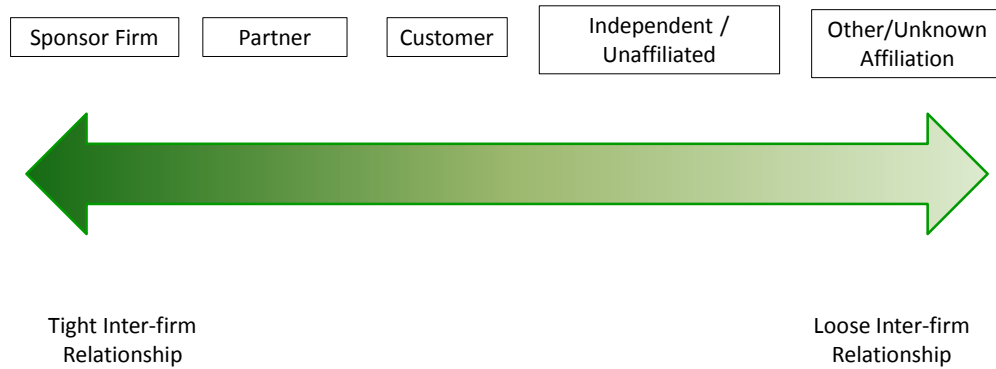 Sponsor Firm
Partner
Customer
Independent /
Unaffiliated
Other/Unknown
Affiliation
Tight Inter-firm
Relationship
Loose Inter-firm
Relationship